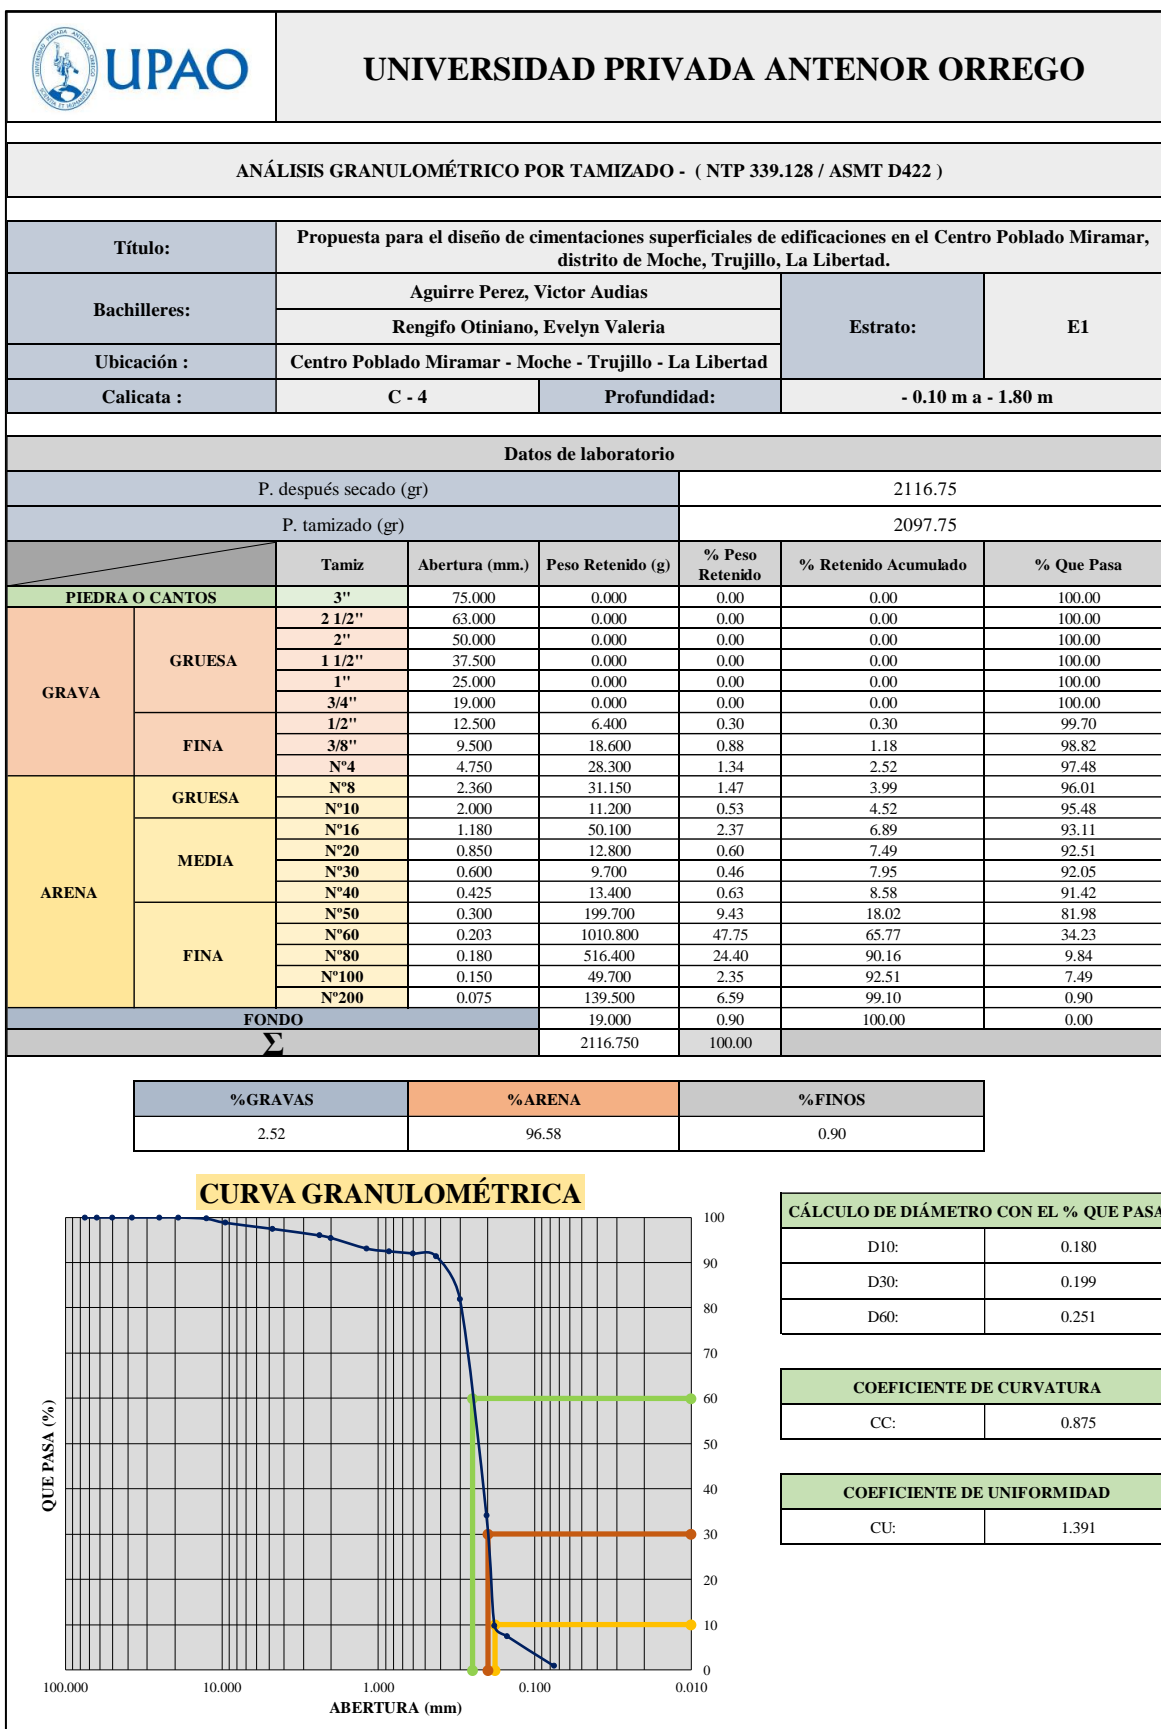 UPAO
UNIVERSIDAD PRIVADA ANTENOR ORREGO
ANÁLISIS GRANULOMÉTRICO POR TAMIZADO - ( NTP 339.128 / ASMT D422 )
Título: Propuesta para el diseño de cimentaciones superficiales de edificaciones en el Centro Poblado Miramar,
distrito de Moche, Trujillo, La Libertad.
Bachilleres: Aguirre Perez, Victor Audias
Rengifo Otiniano, Evelyn Valeria
Estrato: E1
Ubicación : Centro Poblado Miramar - Moche - Trujillo - La Libertad
Calicata : C - 4 Profundidad: - 0.10 m a - 1.80 m
Datos de laboratorio
P. después secado (gr) 2116.75
P. tamizado (gr) 2097.75
Tamiz Abertura (mm.) Peso Retenido (g) % Peso Retenido % Retenido Acumulado % Que Pasa
PIEDRA O CANTOS 3" 75.000 0.000 0.00 0.00 100.00
GRAVA GRUESA 2 1/2" 63.000 0.000 0.00 0.00 100.00
2" 50.000 0.000 0.00 0.00 100.00
1 1/2" 37.500 0.000 0.00 0.00 100.00
1" 25.000 0.000 0.00 0.00 100.00
3/4" 19.000 0.000 0.00 0.00 100.00
FINA 1/2" 12.500 6.400 0.30 0.30 99.70
3/8" 9.500 18.600 0.88 1.18 98.82
Nº4 4.750 28.300 1.34 2.52 97.48
ARENA GRUESA Nº8 2.360 31.150 1.47 3.99 96.01
Nº10 2.000 11.200 0.53 4.52 95.48
MEDIA Nº16 1.180 50.100 2.37 6.89 93.11
Nº20 0.850 12.800 0.60 7.49 92.51
Nº30 0.600 9.700 0.46 7.95 92.05
Nº40 0.425 13.400 0.63 8.58 91.42
FINA Nº50 0.300 199.700 9.43 18.02 81.98
Nº60 0.203 1010.800 47.75 65.77 34.23
Nº80 0.180 516.400 24.40 90.16 9.84
Nº100 0.150 49.700 2.35 92.51 7.49
Nº200 0.075 139.500 6.59 99.10 0.90
FONDO 19.000 0.90 100.00 0.00
Σ 2116.750 100.00
%GRAVAS %ARENA %FINOS
2.52 96.58 0.90
CURVA GRANULOMÉTRICA
100
90
80
70
60
50
40
30
20
10
0
QUE PASA (%)
100.000 10.000 1.000 0.100 0.010
ABERTURA (mm)
CÁLCULO DE DIÁMETRO CON EL % QUE PASA
D10: 0.180
D30: 0.199
D60: 0.251
COEFICIENTE DE CURVATURA
CC: 0.875
COEFICIENTE DE UNIFORMIDAD
CU: 1.391